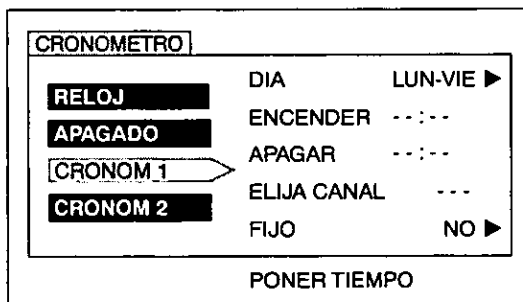 CRONOMETRO
RELOJ
APAGADO
CRONOM 1
CRONOM 2
DIA LUN-VIE ▶
ENCENDER --:--
APAGAR --:--
ELIJA CANAL ---
FIJO NO ▶
PONER TIEMPO